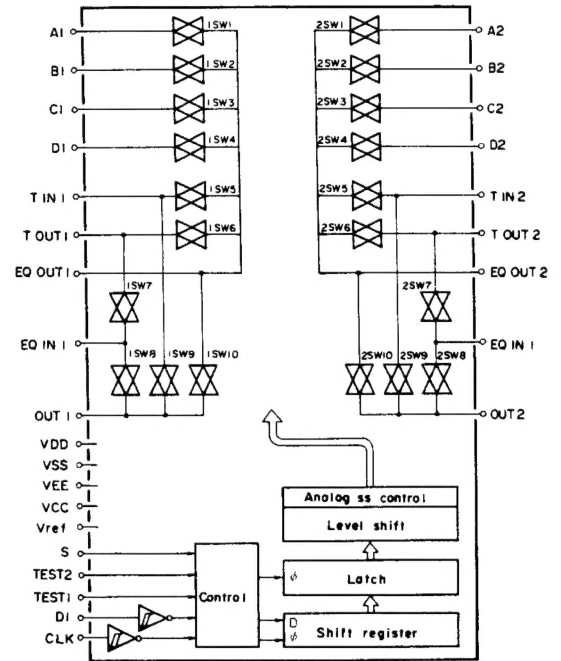 A1 1SW1 2SW1 A2
B1 1SW2 2SW2 B2
C1 1SW3 2SW3 C2
D1 1SW4 2SW4 D2
T IN 1 1SW5 2SW5 T IN 2
T OUT 1 1SW6 2SW6 T OUT 2
EQ OUT 1 EQ OUT 2
1SW7 2SW7
EQ IN 1 EQ IN 1
1SW8 1SW9 1SW10 2SW10 2SW9 2SW8
OUT 1 OUT 2
VDD
VSS
VEE
VCC
Vref
Analog ss control
Level shift
S
TEST2
TEST1
DI
CLK
Control
ϕ Latch
D
ϕ Shift register